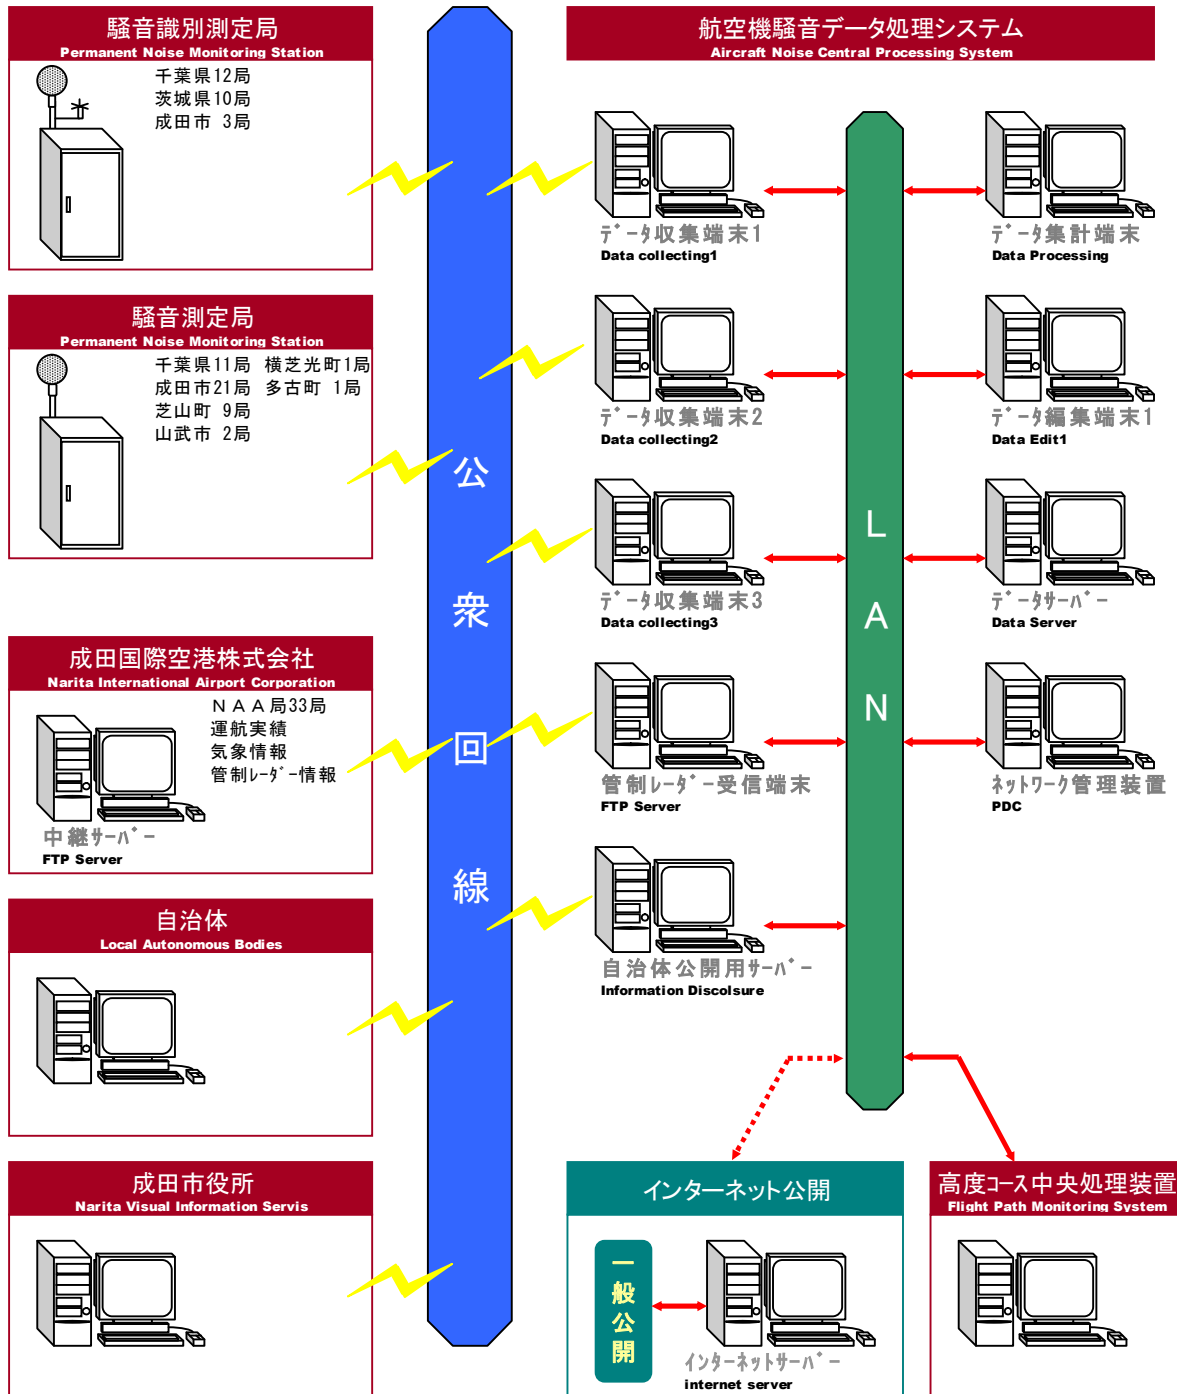 騒音識別測定局
Permanent Noise Monitoring Station
千葉県12局
茨城県10局
成田市 3局
騒音測定局
Permanent Noise Monitoring Station
千葉県11局 横芝光町1局
成田市21局 多古町 1局
芝山町 9局
山武市 2局
成田国際空港株式会社
Narita International Airport Corporation
ＮＡＡ局33局
運航実績
気象情報
管制ﾚｰﾀﾞｰ情報
中継ｻｰﾊﾞｰ
FTP Server
自治体
Local Autonomous Bodies
成田市役所
Narita Visual Information Servis
公衆回線
航空機騒音データ処理システム
Aircraft Noise Central Processing System
ﾃﾞｰﾀ収集端末1
Data collecting1
ﾃﾞｰﾀ収集端末2
Data collecting2
ﾃﾞｰﾀ収集端末3
Data collecting3
管制ﾚｰﾀﾞｰ受信端末
FTP Server
自治体公開用ｻｰﾊﾞｰ
Information Discolsure
ＬＡＮ
ﾃﾞｰﾀ集計端末
Data Processing
ﾃﾞｰﾀ編集端末1
Data Edit1
ﾃﾞｰﾀｻｰﾊﾞｰ
Data Server
ﾈｯﾄﾜｰｸ管理装置
PDC
インターネット公開
一般公開
ｲﾝﾀｰﾈｯﾄｻｰﾊﾞｰ
internet server
高度ｺｰｽ中央処理装置
Flight Path Monitoring System